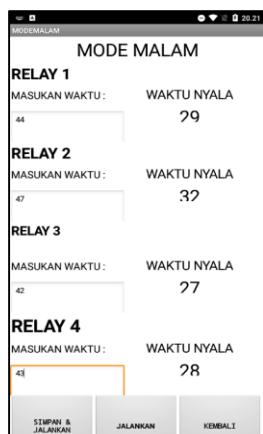 20.21
MODEMALAM
MODE MALAM
RELAY 1
MASUKAN WAKTU : WAKTU NYALA
44 29
RELAY 2
MASUKAN WAKTU : WAKTU NYALA
47 32
RELAY 3
MASUKAN WAKTU : WAKTU NYALA
42 27
RELAY 4
MASUKAN WAKTU : WAKTU NYALA
43 28
SIMPAN & JALANKAN JALANKAN KEMBALI